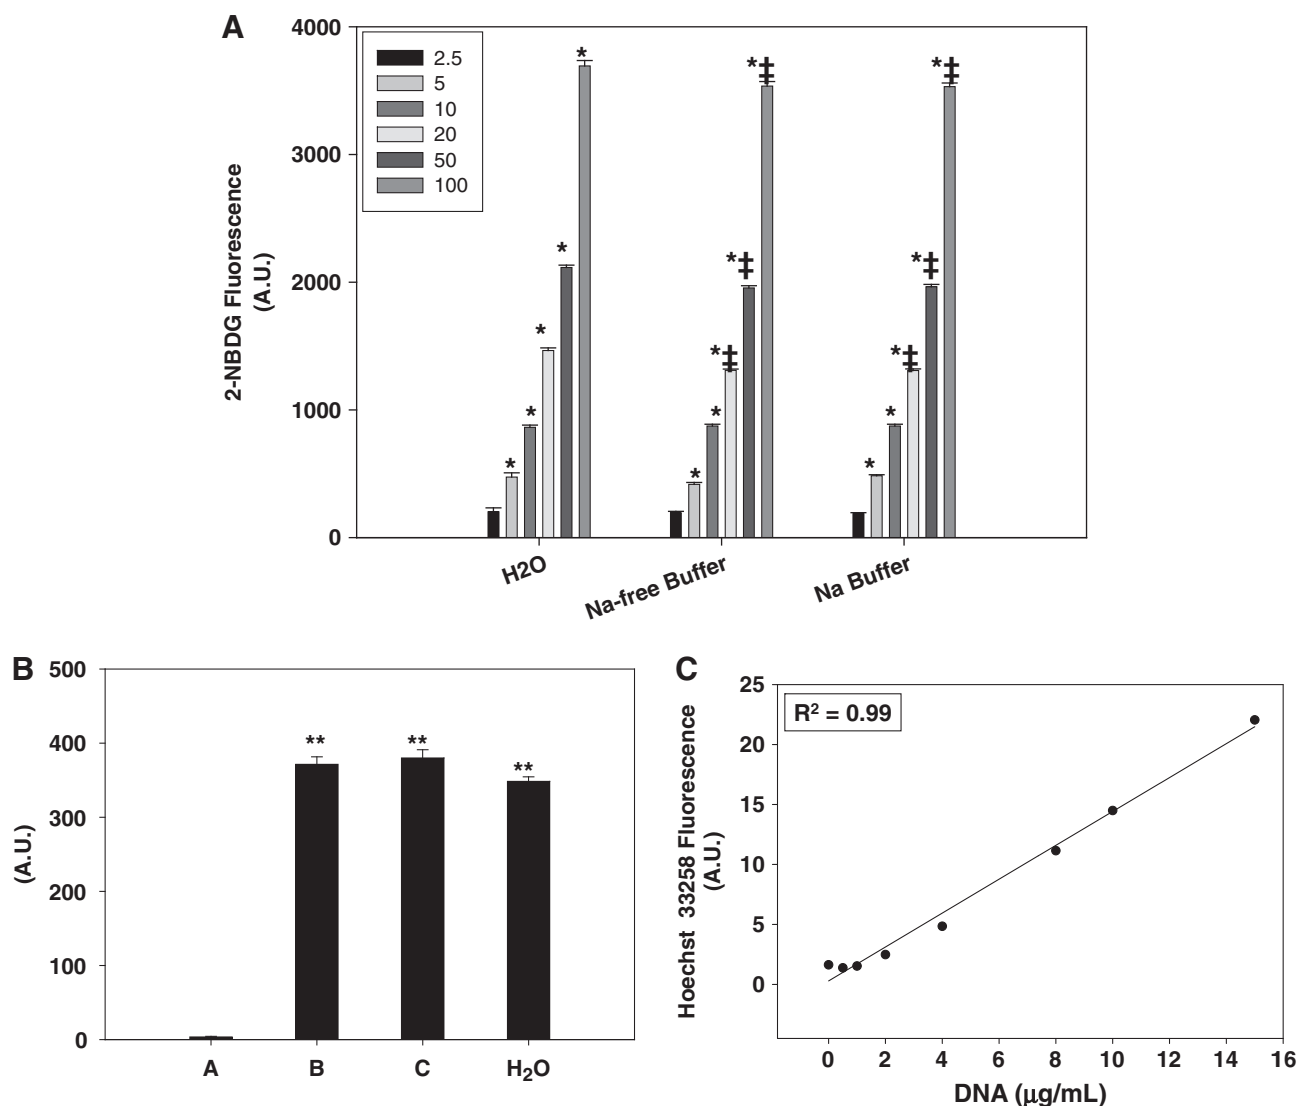 A
4000
3000
2000
1000
0
2-NBDG Fluorescence
(A.U.)
2.5
5
10
20
50
100
*
*
*
*
*
*
*
*
*‡
*‡
*‡
*
*
*‡
*‡
*‡
H2O
Na-free Buffer
Na Buffer
B
500
400
300
200
100
0
(A.U.)
**
**
**
A
B
C
H₂O
C
25
20
15
10
5
0
Hoechst 33258 Fluorescence
(A.U.)
R² = 0.99
0 2 4 6 8 10 12 14 16
DNA (μg/mL)